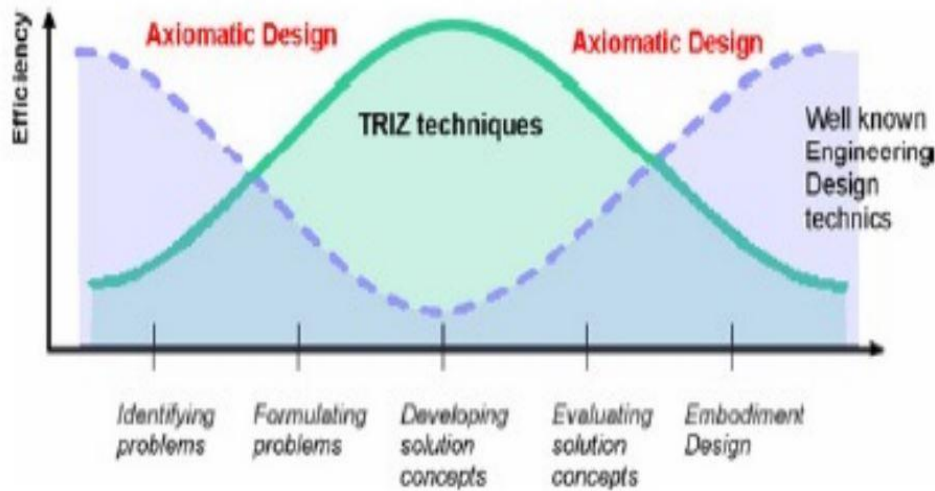 Efficiency
Axiomatic Design
Axiomatic Design
TRIZ techniques
Well known
Engineering
Design
technics
Identifying
problems
Formulating
problems
Developing
solution
concepts
Evaluating
solution
concepts
Embodiment
Design